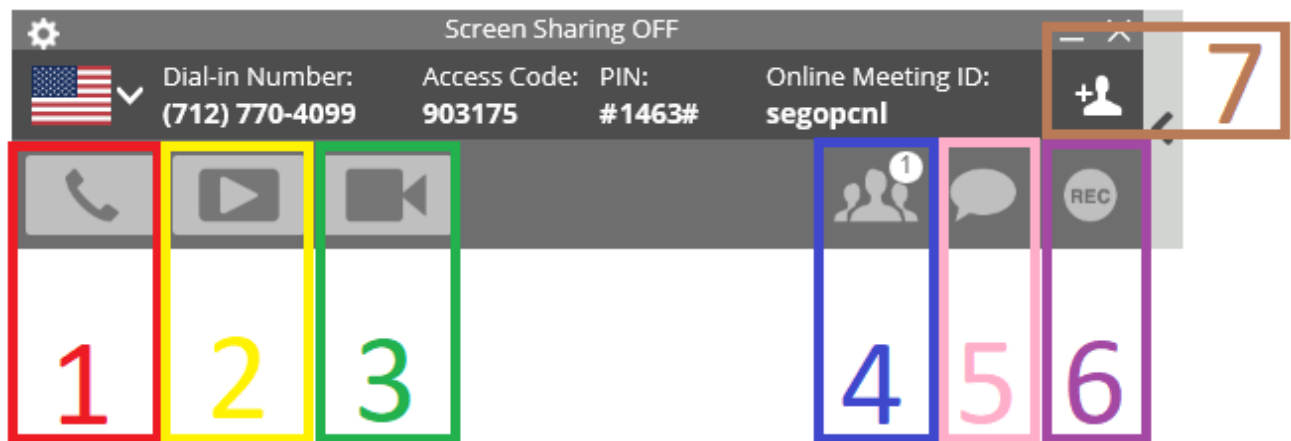 Screen Sharing OFF
Dial-in Number: Access Code: PIN: Online Meeting ID:
(712) 770-4099 903175 #1463# segopcnl
7
1
REC
1 2 3 4 5 6